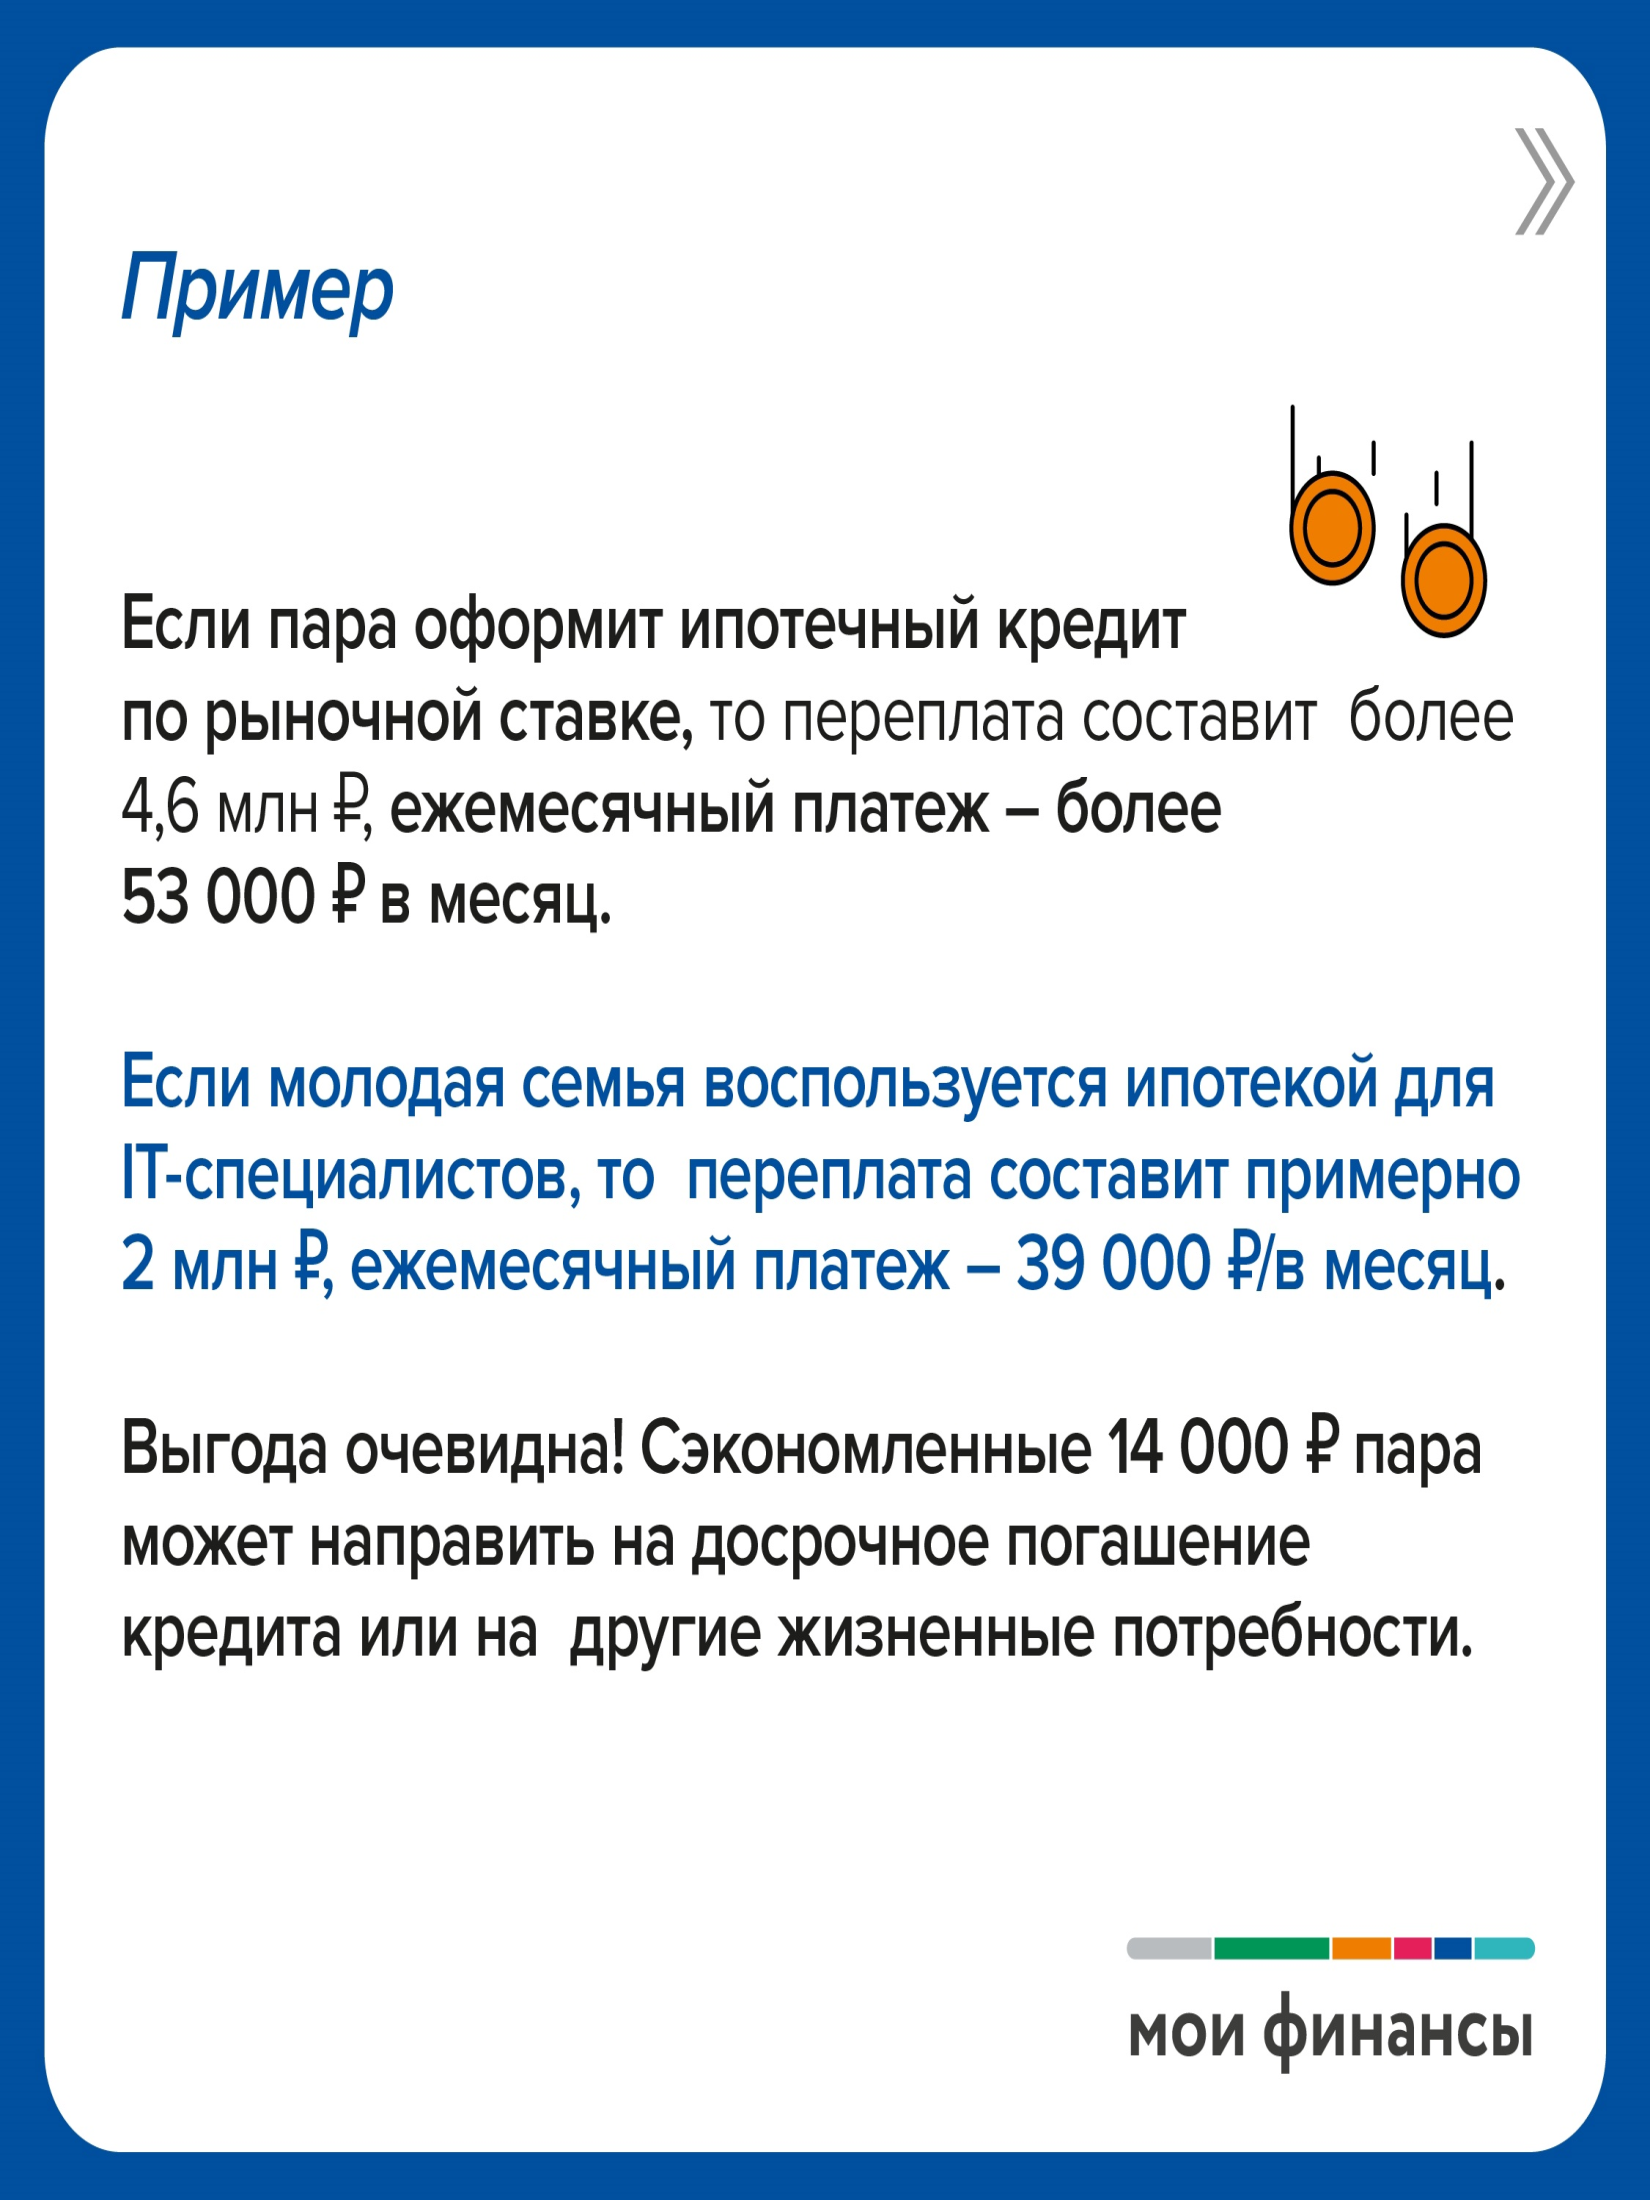 Пример
Если пара оформит ипотечный кредит
по рыночной ставке, то переплата составит более
4,6 млн ₽, ежемесячный платеж – более
53 000 ₽ в месяц.
Если молодая семья воспользуется ипотекой для
IT-специалистов, то переплата составит примерно
2 млн ₽, ежемесячный платеж – 39 000 ₽/в месяц.
Выгода очевидна! Сэкономленные 14 000 ₽ пара
может направить на досрочное погашение
кредита или на другие жизненные потребности.
мои финансы